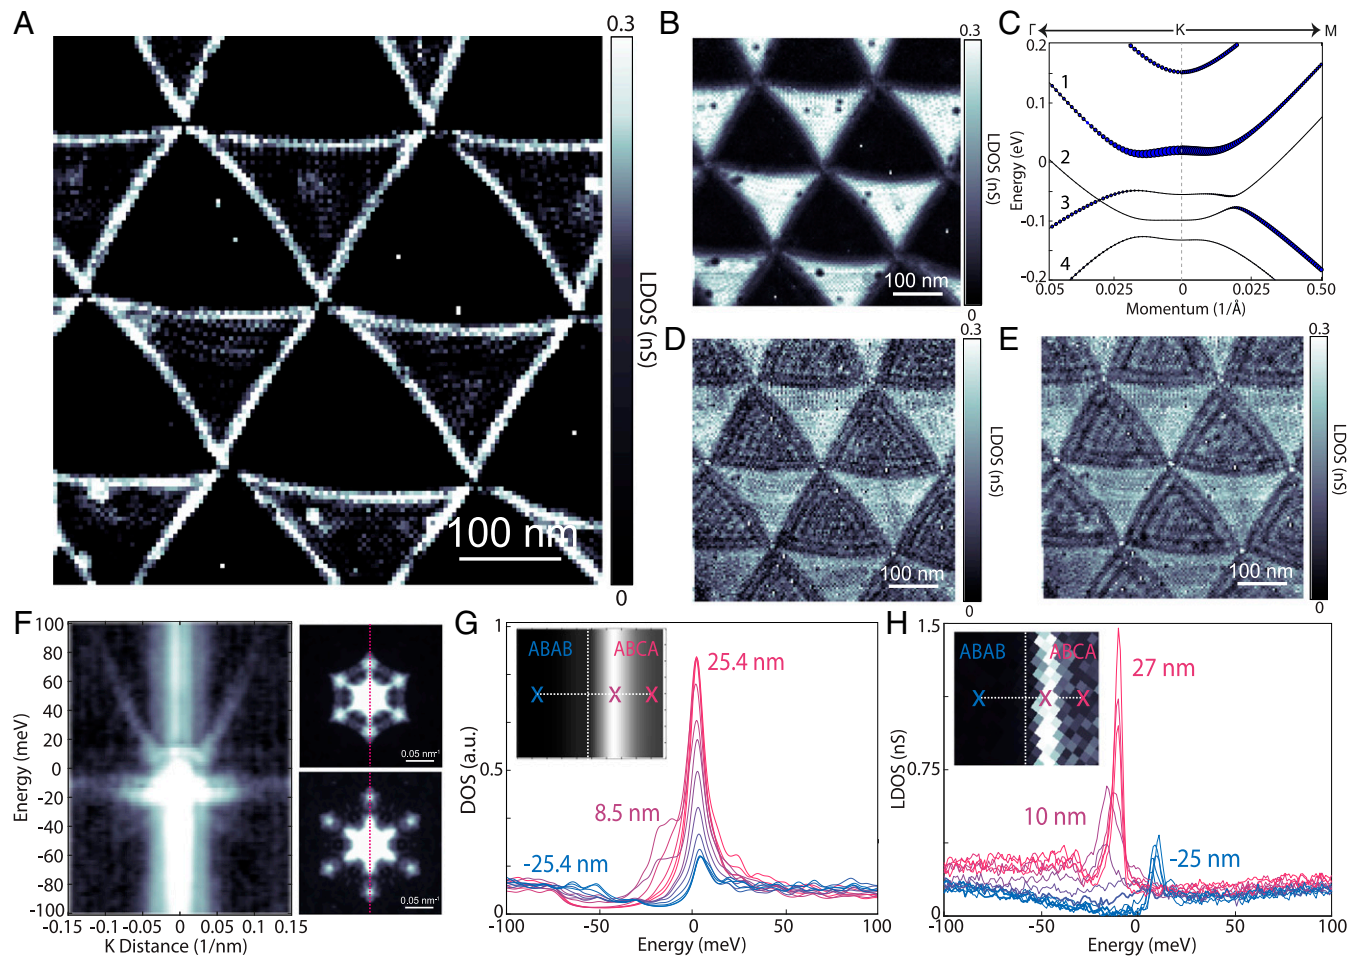 A
0.3
LDOS (nS)
0
100 nm
B
0.3
LDOS (nS)
0
100 nm
C
Γ
K
M
0.2
0.1
0
-0.1
-0.2
Energy (eV)
1
2
3
4
0.05
0.025
0
0.025
0.50
Momentum (1/Å)
D
0.3
LDOS (nS)
0
100 nm
E
0.3
LDOS (nS)
0
100 nm
F
100
80
60
40
20
0
-20
-40
-60
-80
-100
Energy (meV)
-0.15
-0.1
-0.05
0
0.05
0.1
0.15
K Distance (1/nm)
0.05 nm⁻¹
0.05 nm⁻¹
G
1
0.5
0
DOS (a.u.)
ABAB
ABCA
X
X
X
25.4 nm
8.5 nm
-25.4 nm
-100
-50
0
50
100
Energy (meV)
H
1.5
0.75
0
LDOS (nS)
ABAB
ABCA
X
X
X
27 nm
10 nm
-25 nm
-100
-50
0
50
100
Energy (meV)